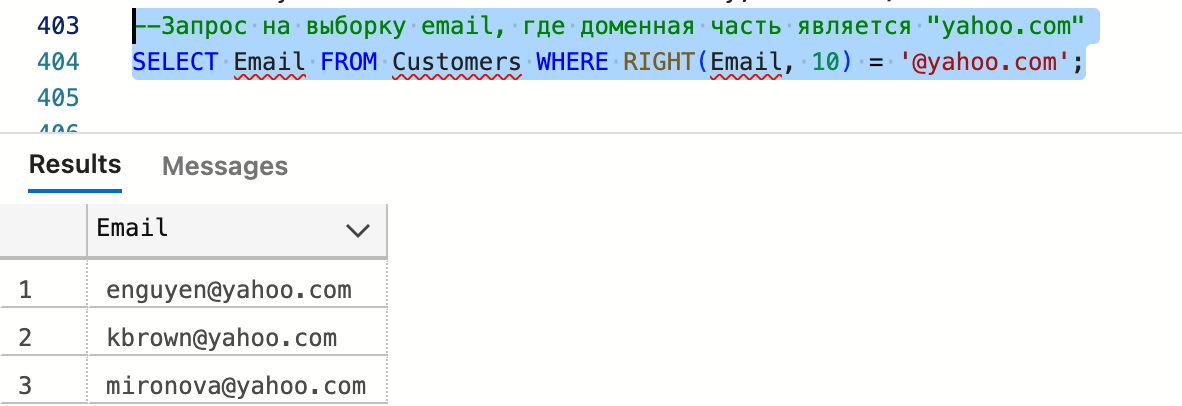 403 --Запрос на выборку email, где доменная часть является "yahoo.com"
404 SELECT Email FROM Customers WHERE RIGHT(Email, 10) = '@yahoo.com';
405
406
Results Messages
Email
1 enguyen@yahoo.com
2 kbrown@yahoo.com
3 mironova@yahoo.com